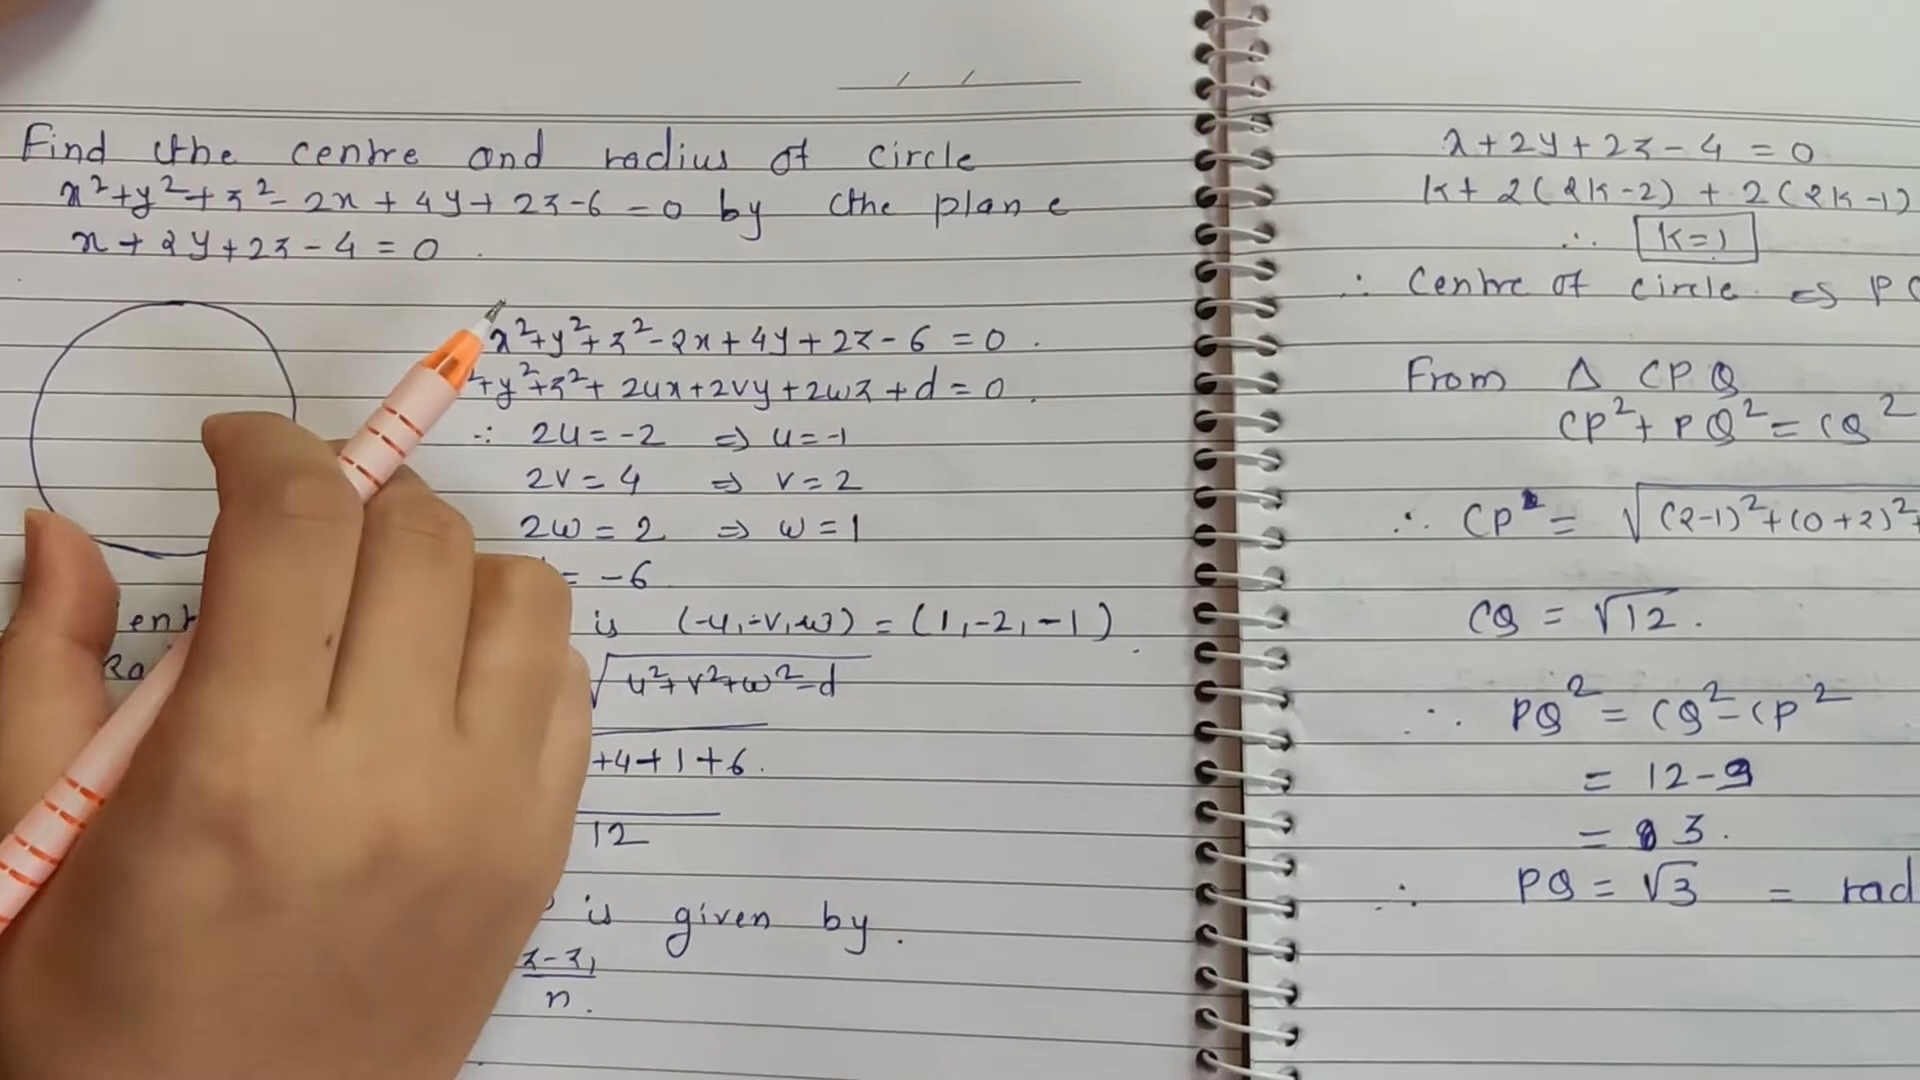 Find the centre and radius of circle
x²+y²+z²-2x+4y+2z-6=0 by the plane
x+2y+2z-4=0.
x²+y²+z²-2x+4y+2z-6=0.
+y²+z²+2ux+2vy+2wz+d=0.
∴ 2u=-2 ⇒ u=-1
2v=4 ⇒ v=2
2w=2 ⇒ w=1
=-6
is (-u,-v,-w)=(1,-2,-1).
√u²+v²+w²-d
+4+1+6.
12
is given by.
z-z₁
n.
x+2y+2z-4=0
k+2(2k-2)+2(2k-1)
∴ k=1
∴ Centre of circle ⇒ P(
From Δ CPQ
CP²+PQ²=CQ²
∴ CP=√(2-1)²+(0+2)²+
CQ=√12.
∴ PQ²=CQ²-CP²
=12-9
=3.
∴ PQ=√3 = rad